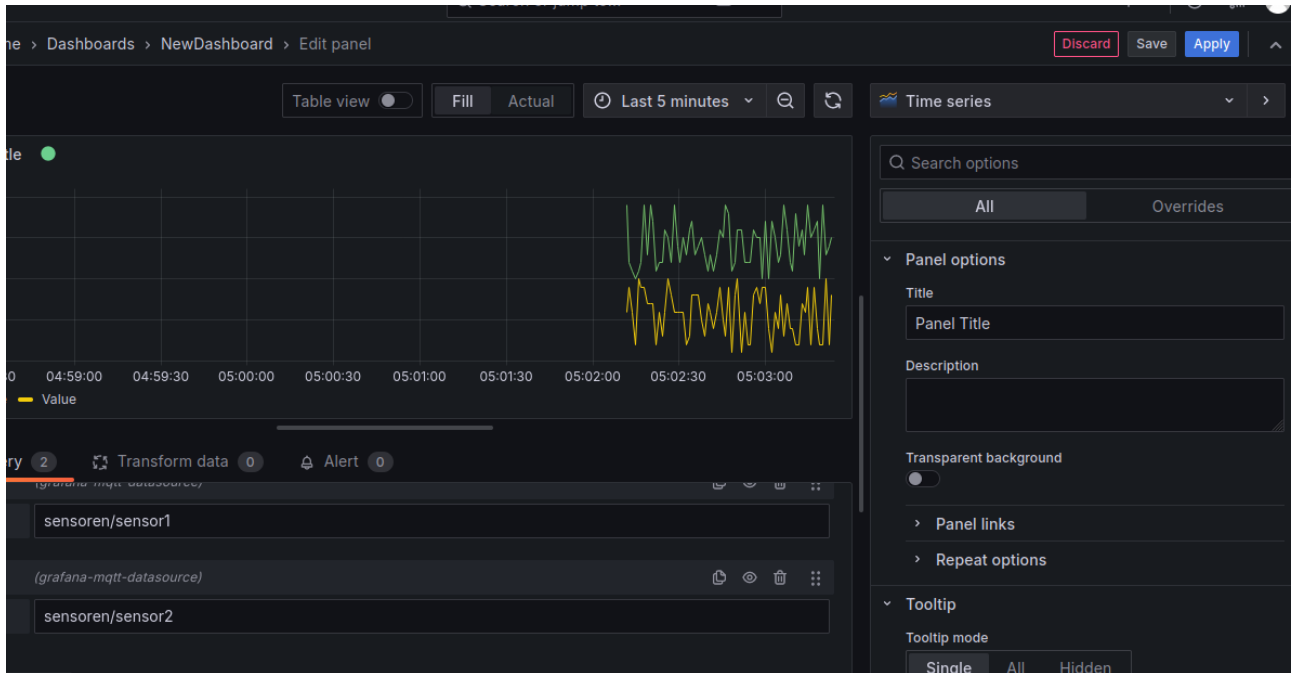 Dashboards › NewDashboard › Edit panel
Discard Save Apply
Table view Fill Actual Last 5 minutes
Time series
Search options
All Overrides
04:59:00 04:59:30 05:00:00 05:00:30 05:01:00 05:01:30 05:02:00 05:02:30 05:03:00
Value
2 Transform data 0 Alert 0
(grafana-mqtt-datasource)
sensoren/sensor1
(grafana-mqtt-datasource)
sensoren/sensor2
Panel options
Title
Panel Title
Description
Transparent background
Panel links
Repeat options
Tooltip
Tooltip mode
Single All Hidden